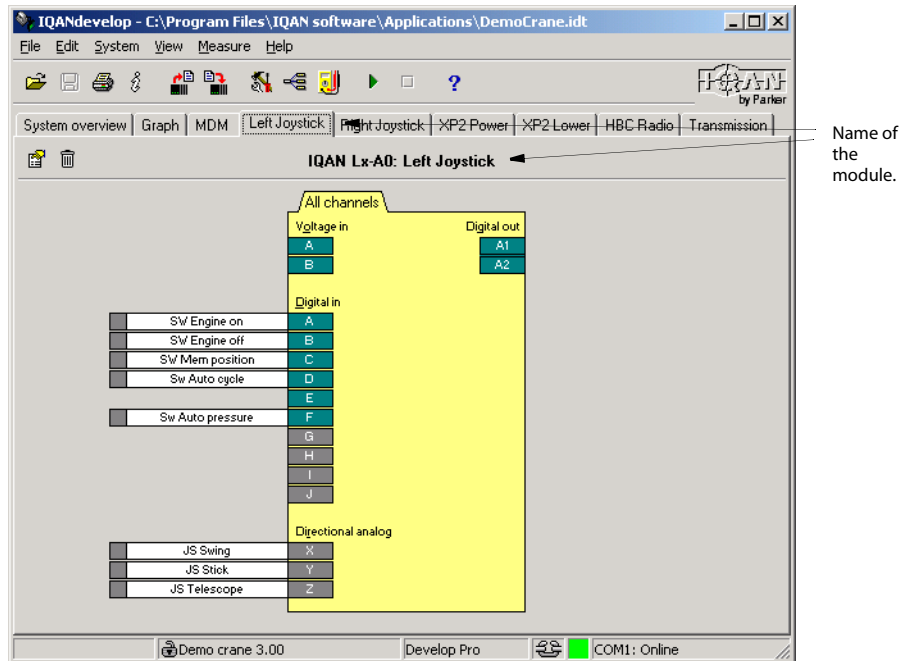 IQANdevelop - C:\Program Files\IQAN software\Applications\DemoCrane.idt
File Edit System View Measure Help
?
IQAN
by Parker
System overview Graph MDM Left Joystick Right Joystick XP2 Power XP2 Lower HBC Radio Transmission
Name of
the
module.
IQAN Lx-A0: Left Joystick
All channels
Voltage in Digital out
A A1
B A2
Digital in
SW Engine on A
SW Engine off B
SW Mem position C
Sw Auto cycle D
E
Sw Auto pressure F
G
H
I
J
Directional analog
JS Swing X
JS Stick Y
JS Telescope Z
Demo crane 3.00 Develop Pro COM1: Online